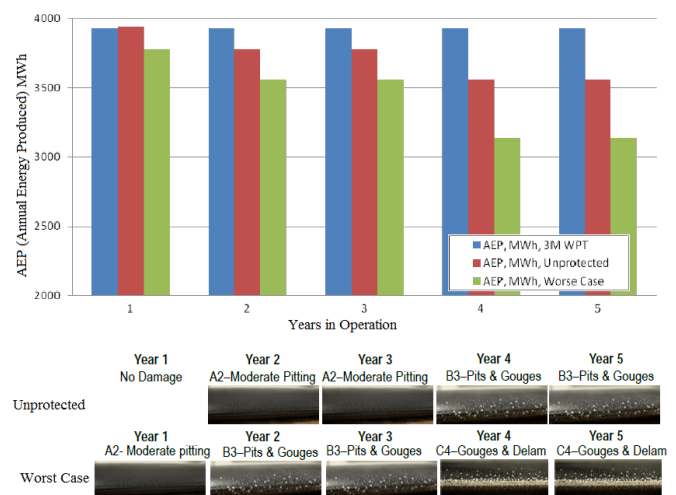 4000
3500
3000
2500
2000
AEP (Annual Energy Produced) MWh
AEP, MWh, 3M WPT
AEP, MWh, Unprotected
AEP, MWh, Worse Case
1 2 3 4 5
Years in Operation
Year 1 Year 2 Year 3 Year 4 Year 5
No Damage A2–Moderate Pitting A2–Moderate Pitting B3–Pits & Gouges B3–Pits & Gouges
Unprotected
Year 1 Year 2 Year 3 Year 4 Year 5
A2- Moderate pitting B3–Pits & Gouges B3–Pits & Gouges C4–Gouges & Delam C4–Gouges & Delam
Worst Case